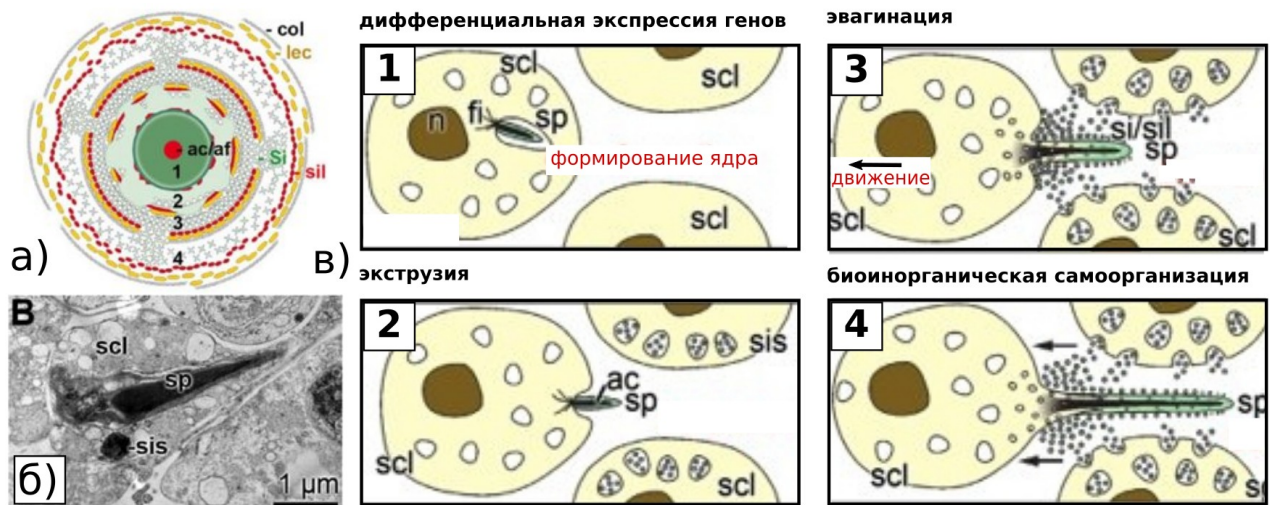 - col
- lec
- ac/af
1
- Si
- sil
2
3
4
а)
B
scl
sp
-sis
б)
1 µm
в)
дифференциальная экспрессия генов
1
scl
scl
n
fi
sp
формирование ядра
scl
экструзия
2
sis
ac
sp
scl
scl
эвагинация
3
si/sil
sp
движение
scl
scl
биоинорганическая самоорганизация
4
sp
scl